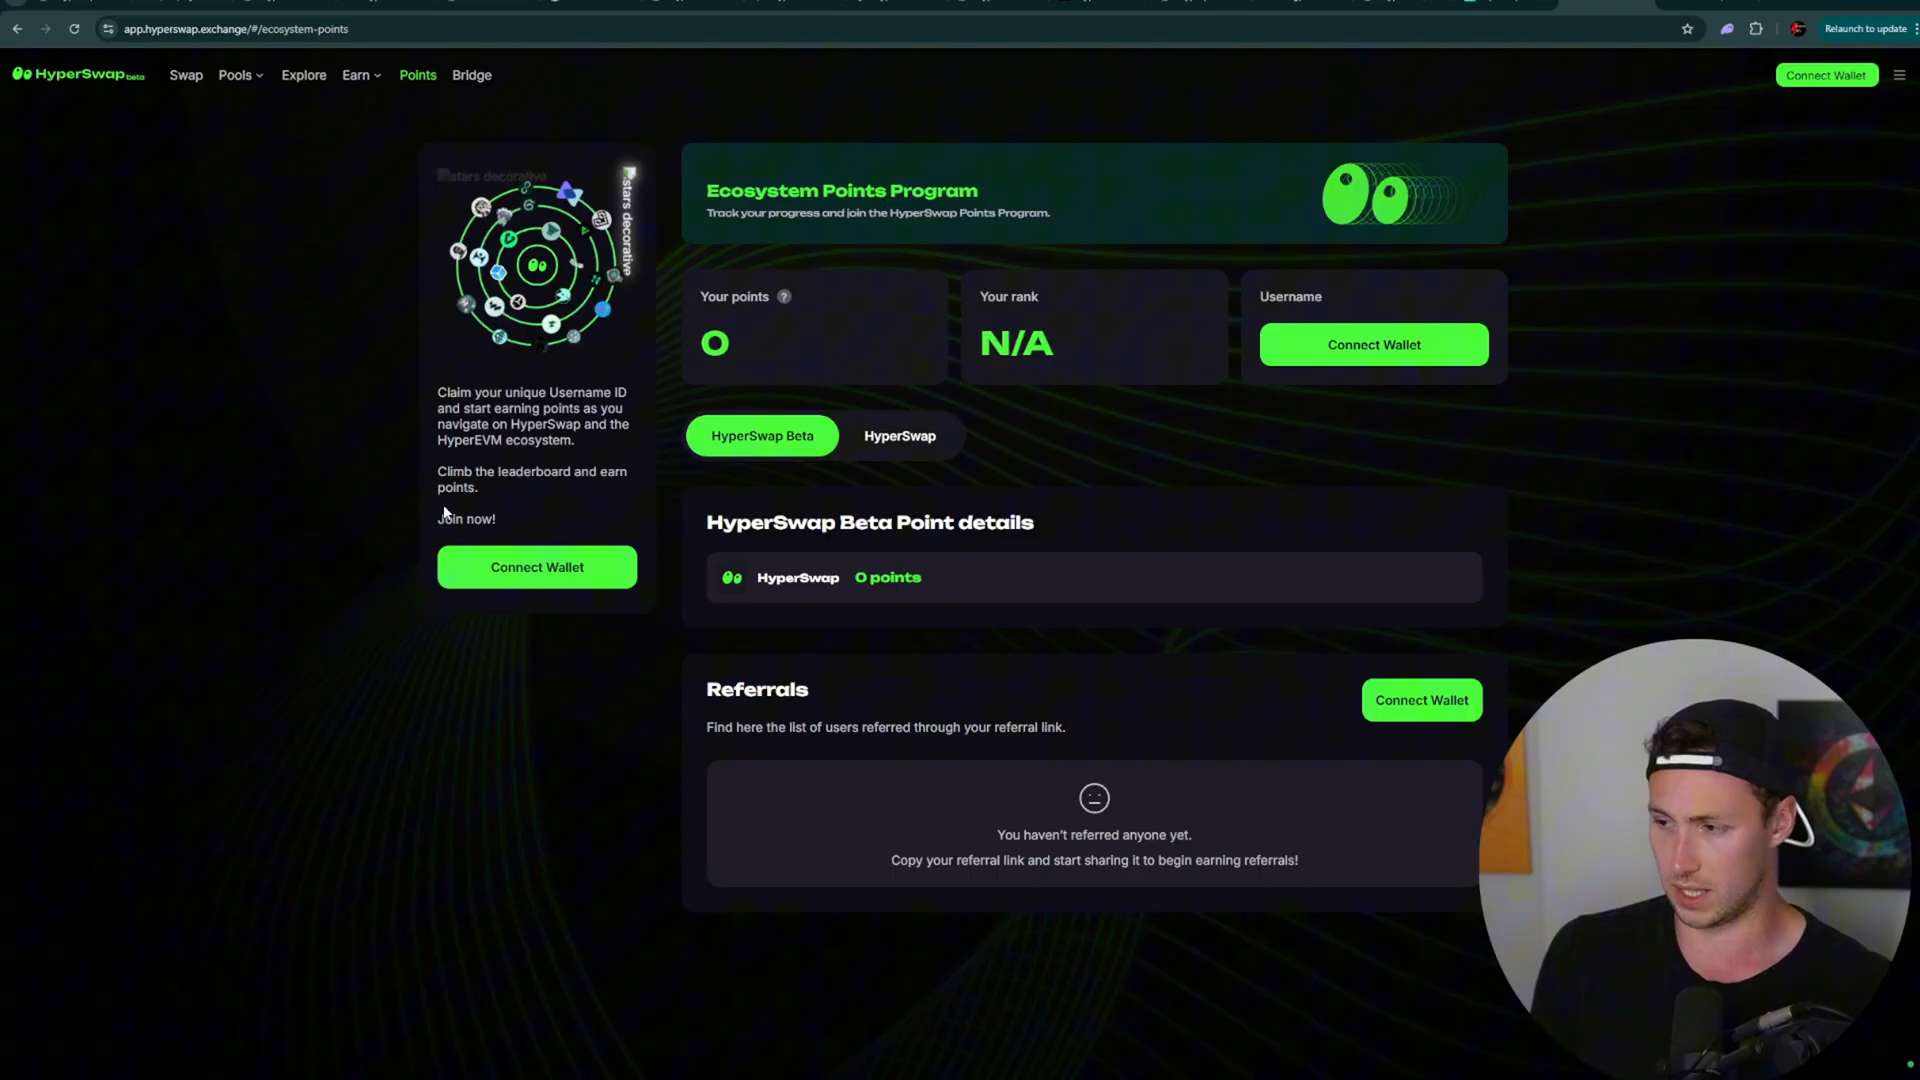 app.hyperswap.exchange/#/ecosystem-points
Relaunch to update
HyperSwap beta
Swap
Pools
Explore
Earn
Points
Bridge
Connect Wallet
stars decorative
stars decorative
Claim your unique Username ID
and start earning points as you
navigate on HyperSwap and the
HyperEVM ecosystem.
Climb the leaderboard and earn
points.
Join now!
Connect Wallet
Ecosystem Points Program
Track your progress and join the HyperSwap Points Program.
Your points ?
0
Your rank
N/A
Username
Connect Wallet
HyperSwap Beta
HyperSwap
HyperSwap Beta Point details
HyperSwap 0 points
Referrals
Find here the list of users referred through your referral link.
Connect Wallet
You haven't referred anyone yet.
Copy your referral link and start sharing it to begin earning referrals!